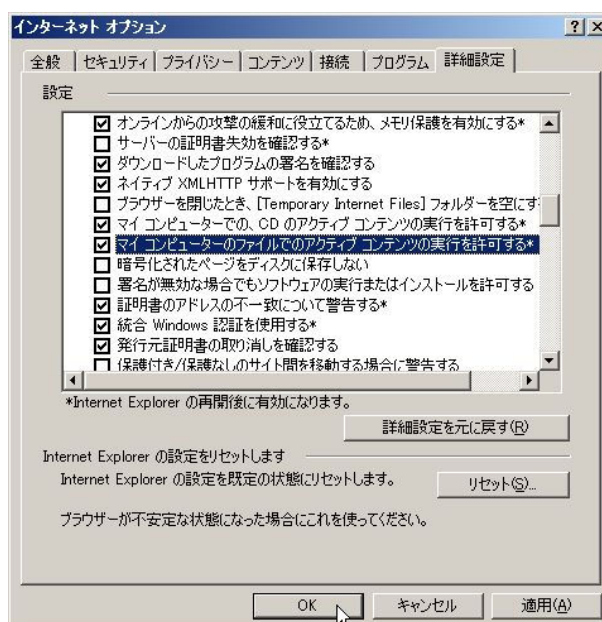 インターネット オプション
全般 セキュリティ プライバシー コンテンツ 接続 プログラム 詳細設定
設定
オンラインからの攻撃の緩和に役立てるため、メモリ保護を有効にする*
サーバーの証明書失効を確認する*
ダウンロードしたプログラムの署名を確認する
ネイティブ XMLHTTP サポートを有効にする
ブラウザーを閉じたとき、[Temporary Internet Files] フォルダーを空にす
マイ コンピューターでの、CD のアクティブ コンテンツの実行を許可する*
マイ コンピューターのファイルでのアクティブ コンテンツの実行を許可する*
暗号化されたページをディスクに保存しない
署名が無効な場合でもソフトウェアの実行またはインストールを許可する
証明書のアドレスの不一致について警告する*
統合 Windows 認証を使用する*
発行元証明書の取り消しを確認する
保護付き/保護なしのサイト間を移動する場合に警告する
*Internet Explorer の再開後に有効になります。
詳細設定を元に戻す(R)
Internet Explorer の設定をリセットします
Internet Explorer の設定を既定の状態にリセットします。
リセット(S)...
ブラウザーが不安定な状態になった場合にこれを使ってください。
OK キャンセル 適用(A)